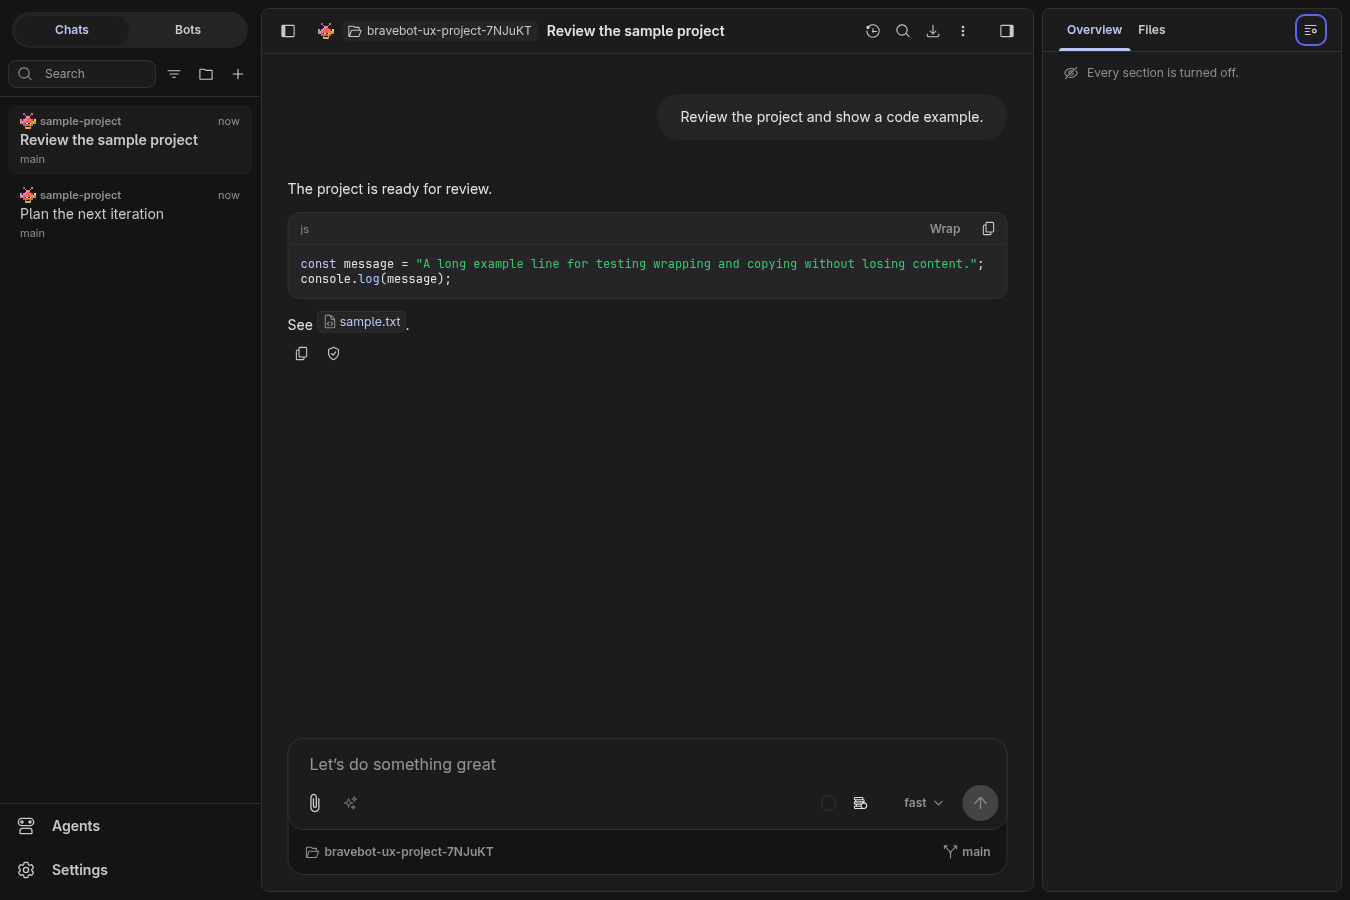 Chats
Bots
Search
sample-project
now
Review the sample project
main
sample-project
now
Plan the next iteration
main
Agents
Settings
bravebot-ux-project-7NJuKT
Review the sample project
Review the project and show a code example.
The project is ready for review.
js
Wrap
const message = "A long example line for testing wrapping and copying without losing content.";
console.log(message);
See sample.txt.
Let’s do something great
fast
bravebot-ux-project-7NJuKT
main
Overview
Files
Every section is turned off.